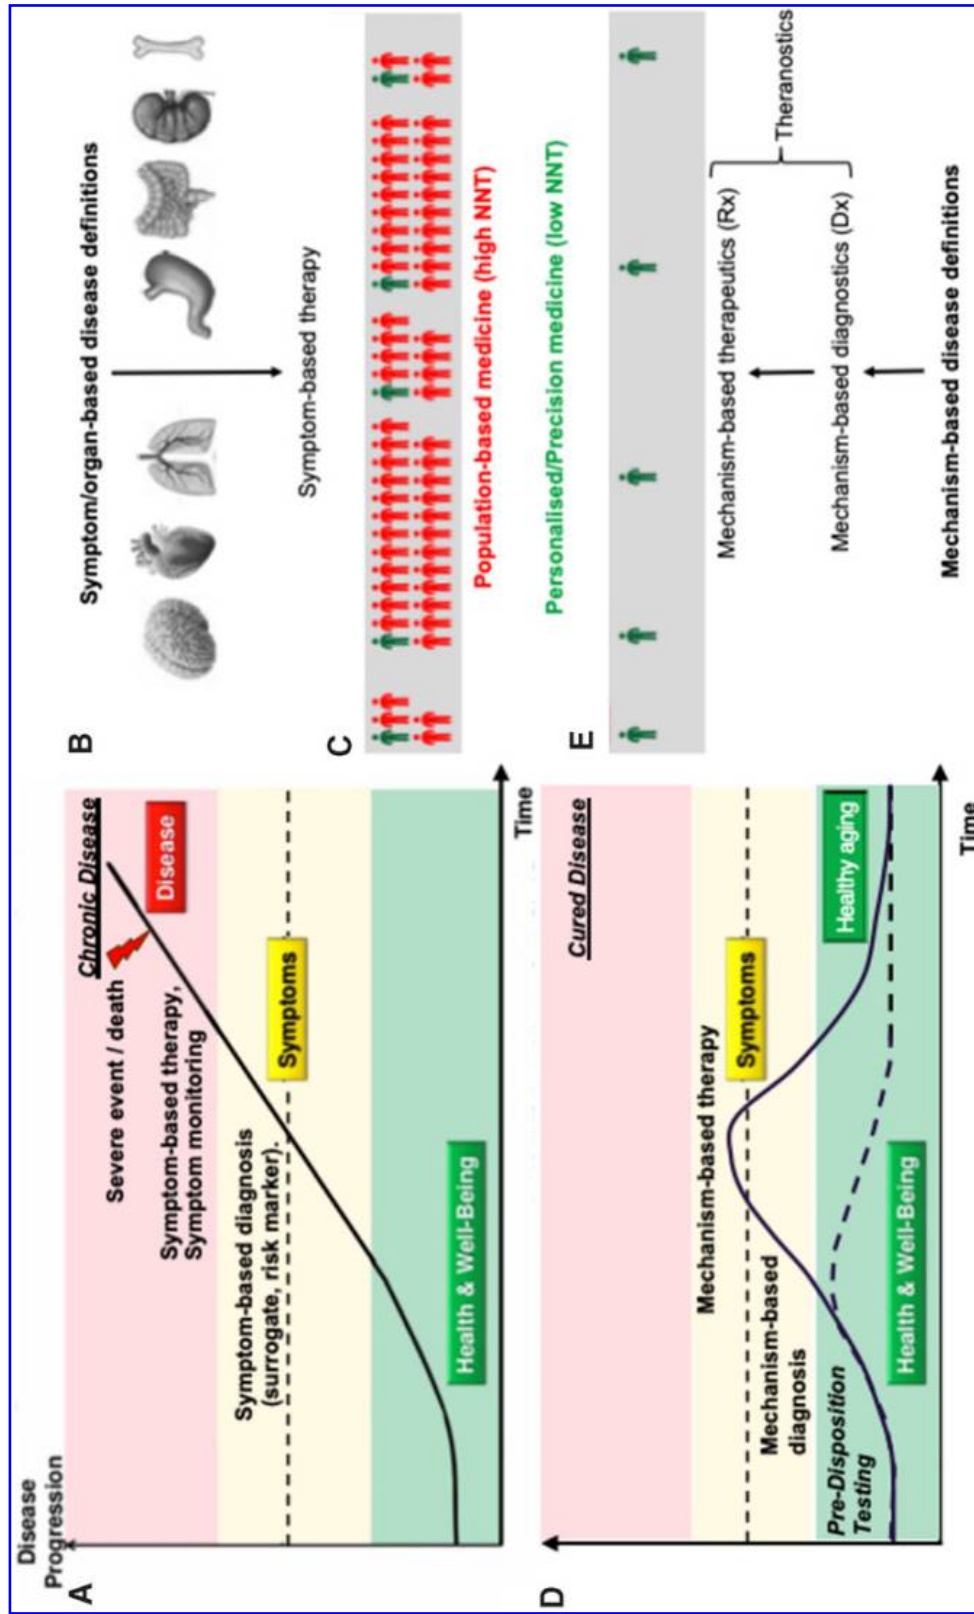 Disease
Progression
A
Chronic Disease
Severe event / death
Disease
Symptom-based therapy,
Symptom monitoring
Symptom-based diagnosis
(surrogate, risk marker).
Symptoms
Health & Well-Being
Time
B
Symptom/organ-based disease definitions
Symptom-based therapy
C
Population-based medicine (high NNT)
D
Cured Disease
Mechanism-based therapy
Symptoms
Mechanism-based
diagnosis
Healthy aging
Pre-Disposition
Testing
Health & Well-Being
Time
Personalised/Precision medicine (low NNT)
E
Mechanism-based therapeutics (Rx)
Theranostics
Mechanism-based diagnostics (Dx)
Mechanism-based disease definitions